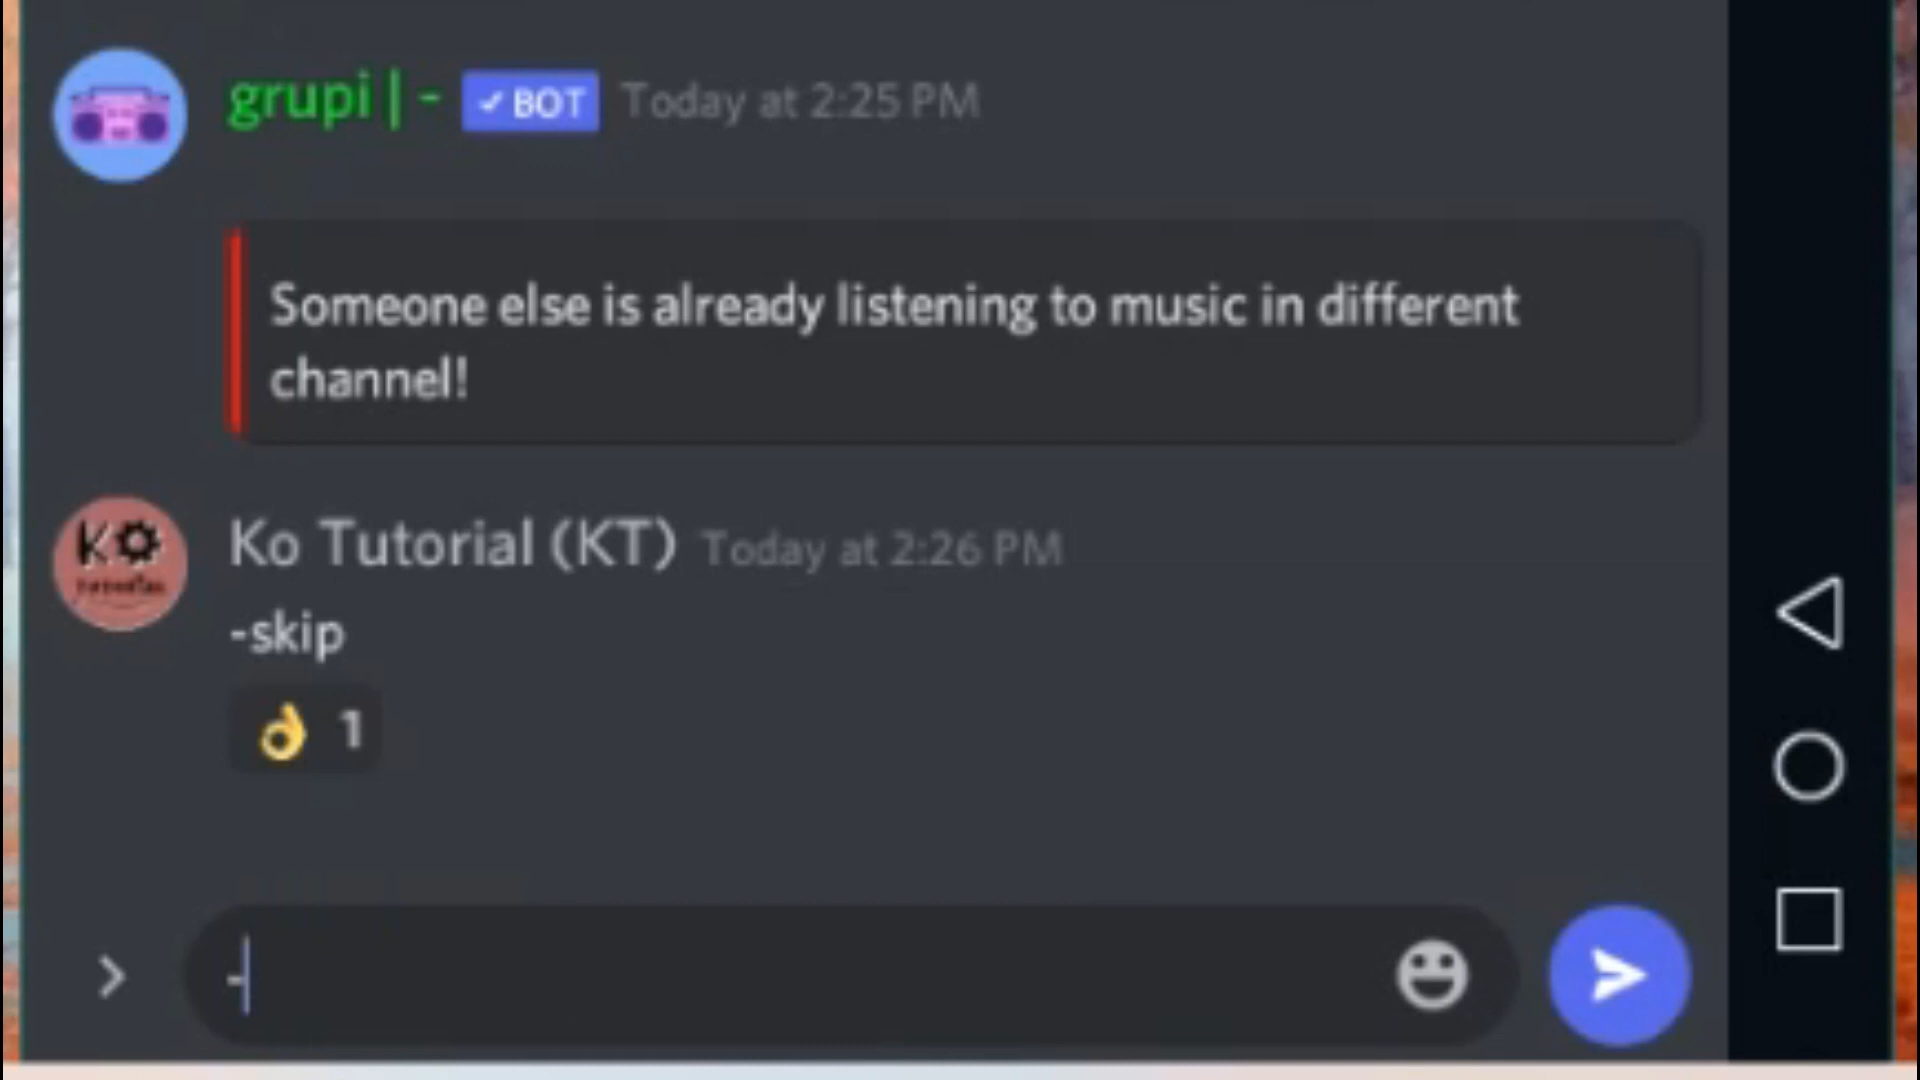 grupi | - ✓ BOT Today at 2:25 PM
Someone else is already listening to music in different
channel!
KO
Ko Tutorial (KT) Today at 2:26 PM
-skip
👌 1
-